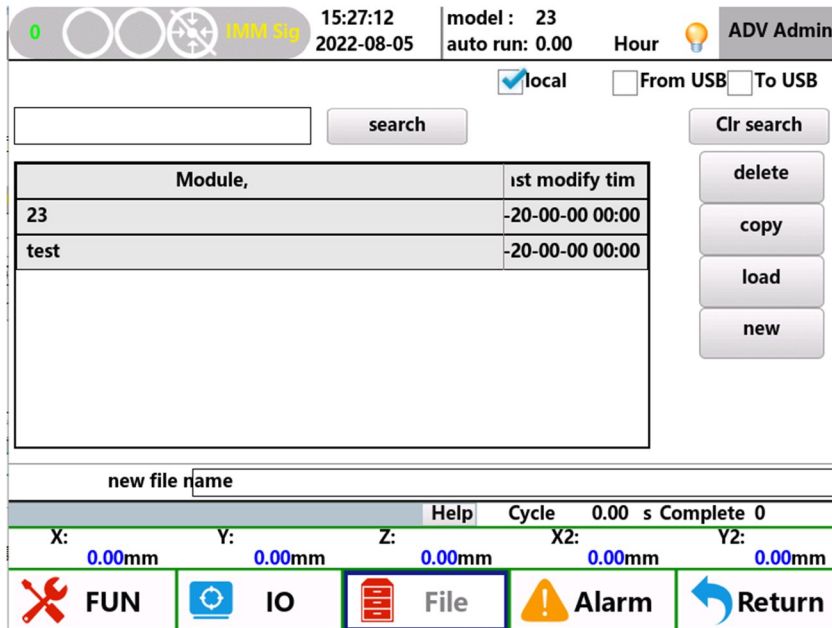 0 IMM Sig 15:27:12 model : 23 ADV Admin
2022-08-05 auto run: 0.00 Hour
local From USB To USB
search Clr search
Module, ast modify tim delete
23 -20-00-00 00:00 copy
test -20-00-00 00:00
load
new
new file name
Help Cycle 0.00 s Complete 0
X: Y: Z: X2: Y2:
0.00mm 0.00mm 0.00mm 0.00mm 0.00mm
FUN IO File Alarm Return